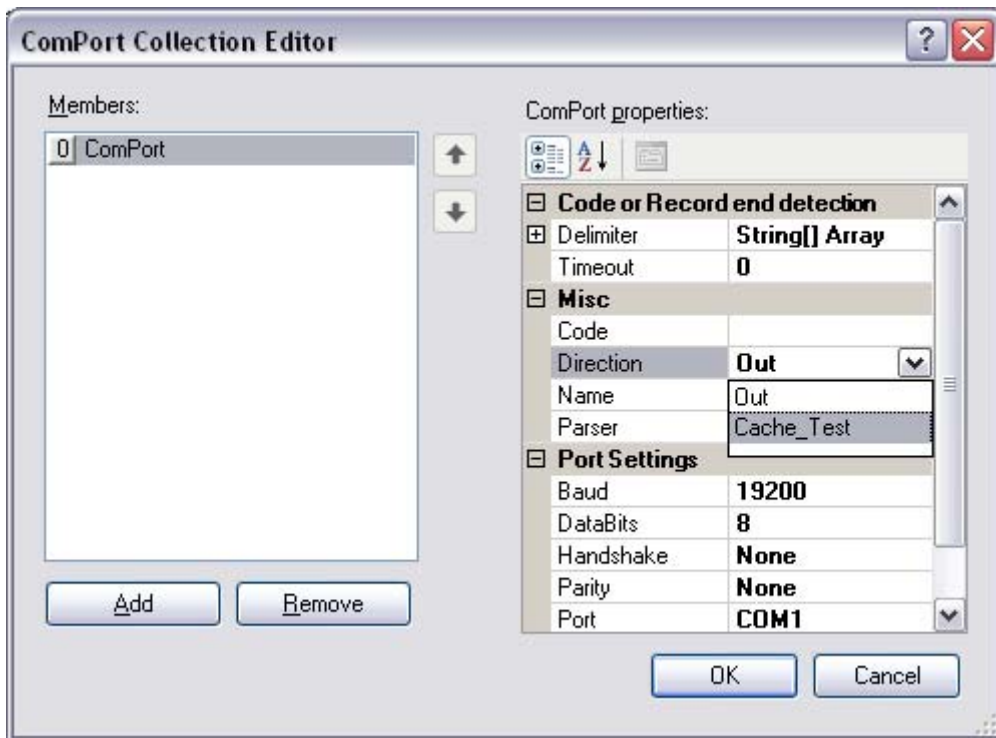 ComPort Collection Editor
Members:
0 ComPort
Add
Remove
ComPort properties:
Code or Record end detection
Delimiter String[] Array
Timeout 0
Misc
Code
Direction Out
Name Out
Parser Cache_Test
Port Settings
Baud 19200
DataBits 8
Handshake None
Parity None
Port COM1
OK
Cancel